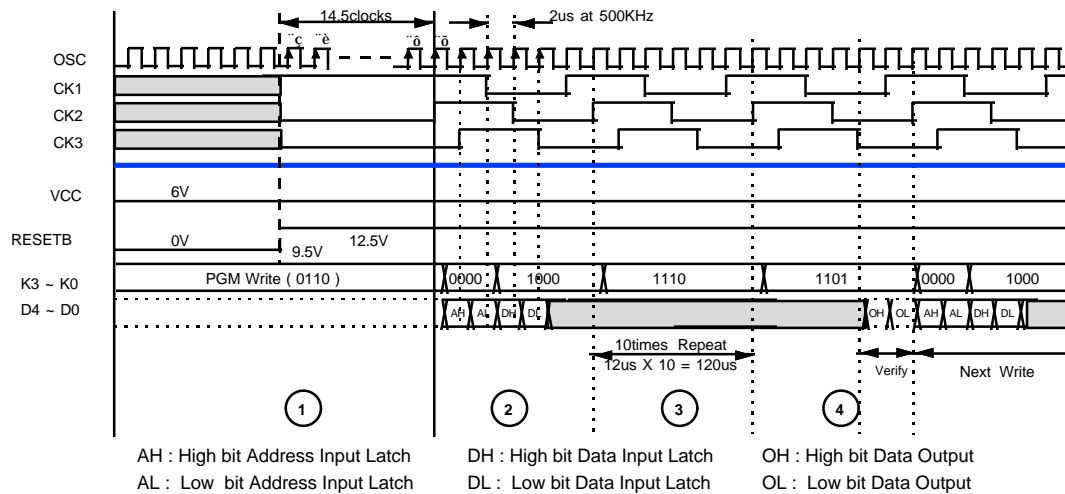 14.5clocks
2us at 500KHz
¨ç ¨è ¨ô ¨õ
OSC
CK1
CK2
CK3
VCC 6V
RESETB 0V 9.5V 12.5V
K3 ~ K0 PGM Write ( 0110 ) 0000 1000 1110 1101 0000 1000
D4 ~ D0 AH AL DH DL OH OL AH AL DH DL
10times Repeat
12us X 10 = 120us
Verify Next Write
1 2 3 4
AH : High bit Address Input Latch DH : High bit Data Input Latch OH : High bit Data Output
AL : Low bit Address Input Latch DL : Low bit Data Input Latch OL : Low bit Data Output